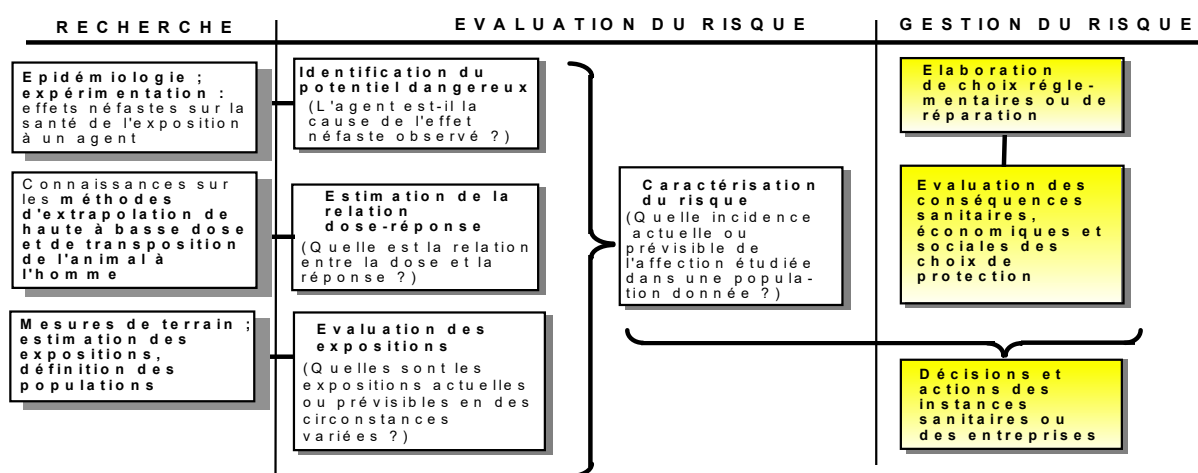 RECHERCHE
EVALUATION DU RISQUE
GESTION DU RISQUE
Epidémiologie ;
expérimentation :
effets néfastes sur la
santé de l'exposition
à un agent
Connaissances sur
les méthodes
d'extrapolation de
haute à basse dose
et de transposition
de l'animal à
l'homme
Mesures de terrain ;
estimation des
expositions,
définition des
populations
Identification du
potentiel dangereux
(L'agent est-il la
cause de l'effet
néfaste observé ?)
Estimation de la
relation
dose-réponse
(Quelle est la relation
entre la dose et la
réponse ?)
Evaluation des
expositions
(Quelles sont les
expositions actuelles
ou prévisibles en des
circonstances
variées ?)
Caractérisation
du risque
(Quelle incidence
actuelle ou
prévisible de
l'affection étudiée
dans une popula-
tion donnée ?)
Elaboration
de choix régle-
mentaires ou de
réparation
Evaluation des
conséquences
sanitaires,
économiques et
sociales des
choix de
protection
Décisions et
actions des
instances
sanitaires ou
des entreprises